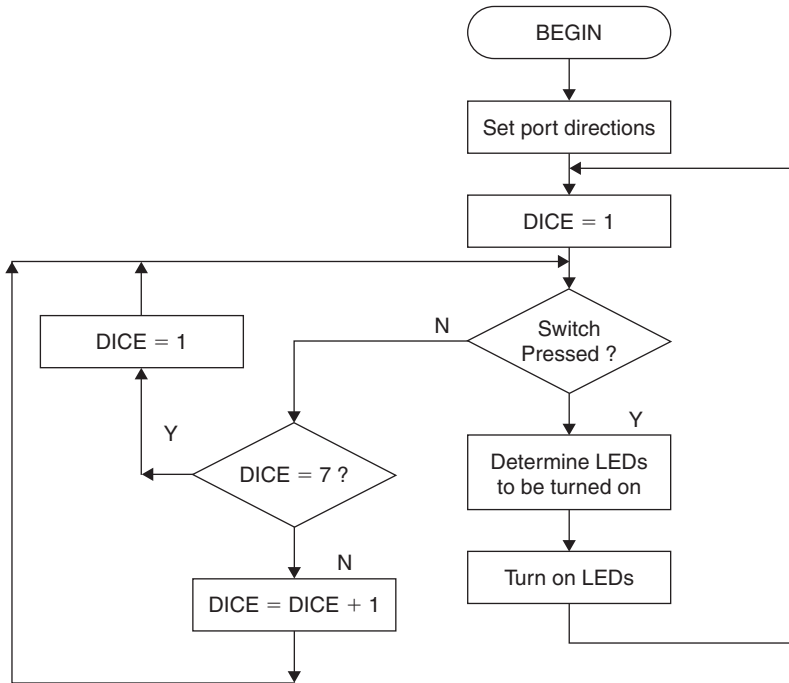 BEGIN
Set port directions
DICE = 1
Switch
Pressed ?
N
Y
DICE = 1
Y
DICE = 7 ?
N
DICE = DICE + 1
Determine LEDs
to be turned on
Turn on LEDs